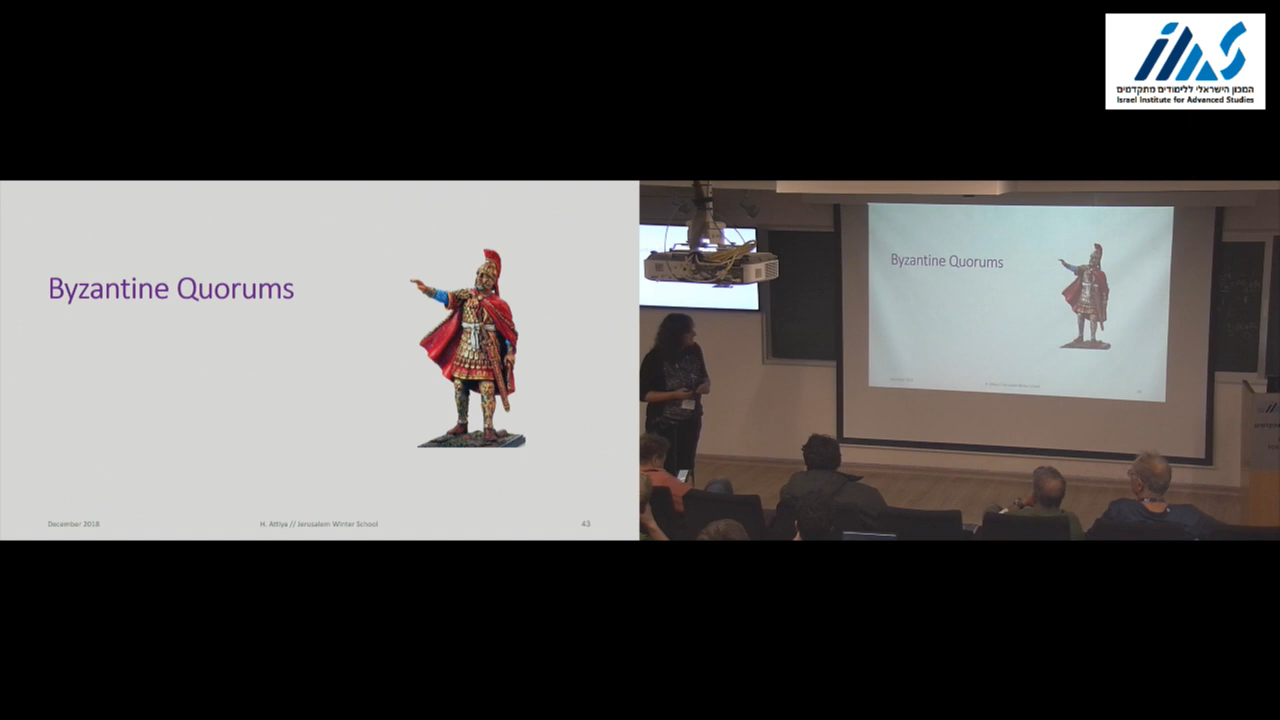 המכון הישראלי ללימודים מתקדמים
Israel Institute for Advanced Studies
Byzantine Quorums
December 2018
H. Attiya // Jerusalem Winter School
43
Byzantine Quorums